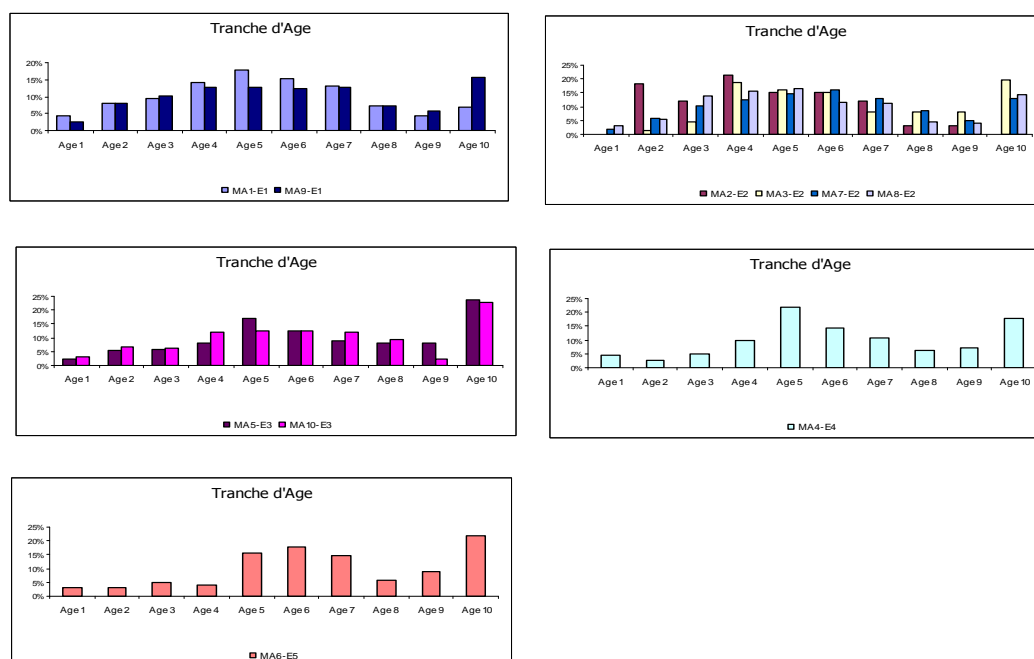 Tranche d'Age
20%
15%
10%
5%
0%
Age 1 Age 2 Age 3 Age 4 Age 5 Age 6 Age 7 Age 8 Age 9 Age 10
MA1-E1 MA9-E1
Tranche d'Age
25%
20%
15%
10%
5%
0%
Age 1 Age 2 Age 3 Age 4 Age 5 Age 6 Age 7 Age 8 Age 9 Age 10
MA2-E2 MA3-E2 MA7-E2 MA8-E2
Tranche d'Age
25%
20%
15%
10%
5%
0%
Age 1 Age 2 Age 3 Age 4 Age 5 Age 6 Age 7 Age 8 Age 9 Age 10
MA5-E3 MA10-E3
Tranche d'Age
25%
20%
15%
10%
5%
0%
Age 1 Age 2 Age 3 Age 4 Age 5 Age 6 Age 7 Age 8 Age 9 Age 10
MA4-E4
Tranche d'Age
25%
20%
15%
10%
5%
0%
Age 1 Age 2 Age 3 Age 4 Age 5 Age 6 Age 7 Age 8 Age 9 Age 10
MA6-E5